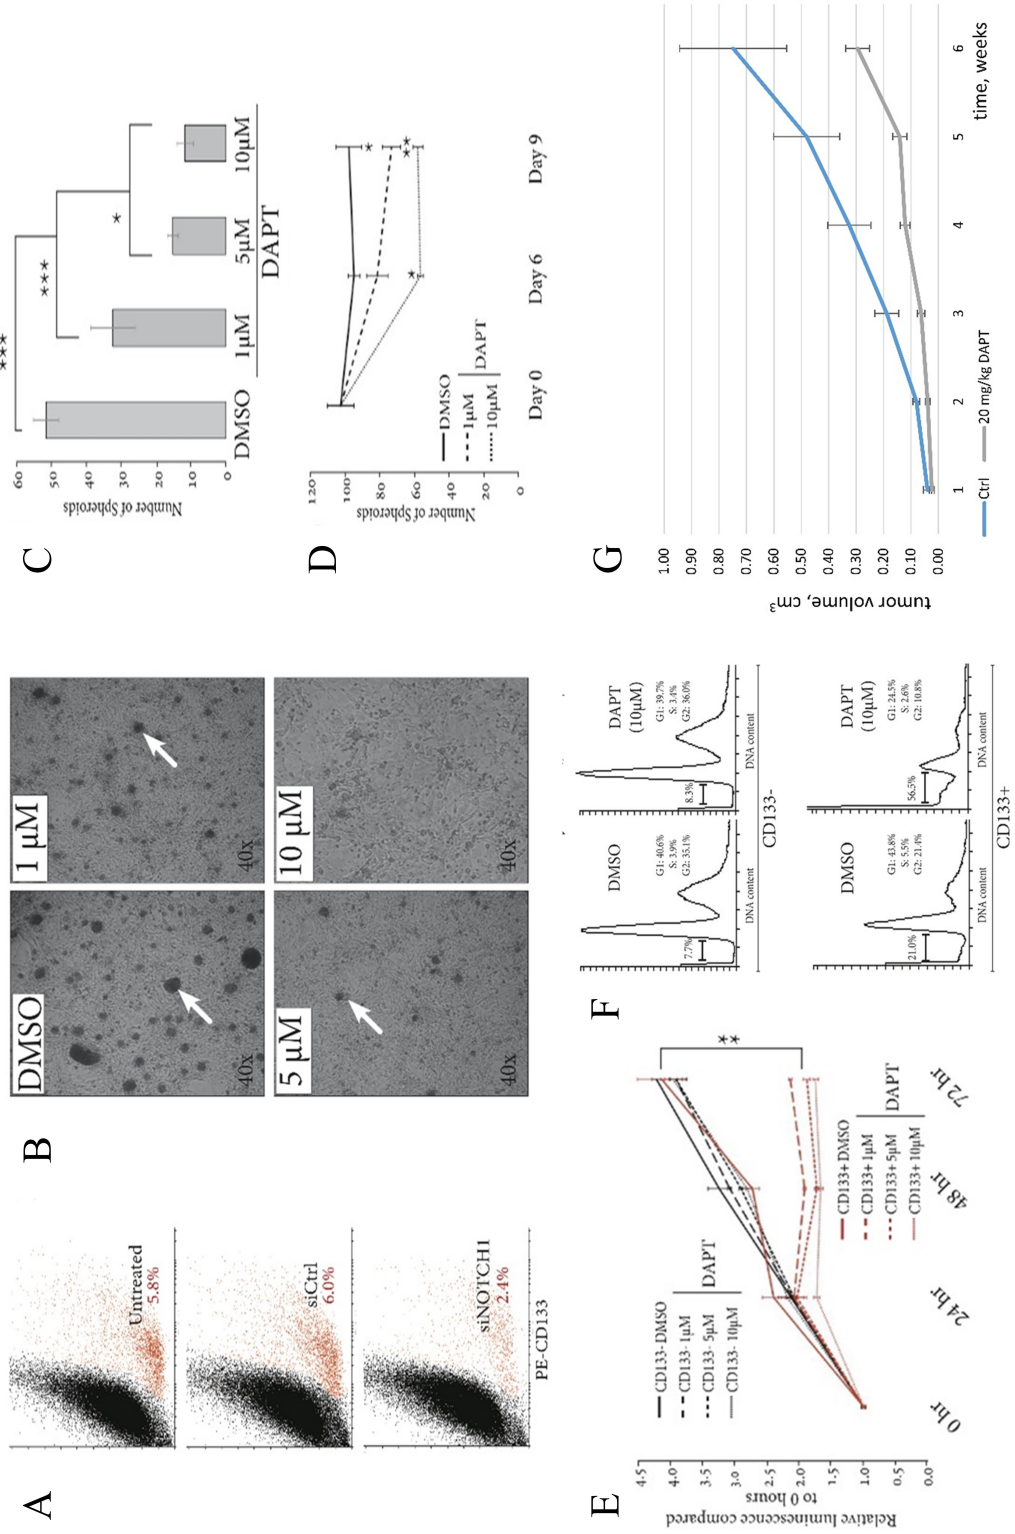 A
Untreated
5.8%
siCtrl
6.0%
siNOTCH1
2.4%
PE-CD133
B
DMSO
40x
1 μM
40x
5 μM
40x
10 μM
40x
C
Number of Spheroids
60
50
40
30
20
10
0
***
***
*
DMSO
1μM
5μM
10μM
DAPT
D
Number of Spheroids
120
100
80
60
40
20
0
DMSO
1μM
10μM
DAPT
*
*
**
Day 0
Day 6
Day 9
E
Relative luminescence compared
to 0 hours
4.5
4.0
3.5
3.0
2.5
2.0
1.5
1.0
0.5
0.0
CD133- DMSO
CD133- 1μM
CD133- 5μM
CD133- 10μM
DAPT
CD133+ DMSO
CD133+ 1μM
CD133+ 5μM
CD133+ 10μM
DAPT
**
0 hr
24 hr
48 hr
72 hr
F
DMSO
G1: 40.6%
S: 3.9%
G2: 35.1%
7.7%
DNA content
DAPT
(10μM)
G1: 39.7%
S: 3.4%
G2: 36.0%
8.3%
DNA content
CD133-
DMSO
G1: 43.8%
S: 5.5%
G2: 21.4%
21.0%
DNA content
DAPT
(10μM)
G1: 24.5%
S: 2.6%
G2: 10.8%
56.5%
DNA content
CD133+
G
tumor volume, cm³
1.00
0.90
0.80
0.70
0.60
0.50
0.40
0.30
0.20
0.10
0.00
1
2
3
4
5
6
time, weeks
Ctrl
20 mg/kg DAPT